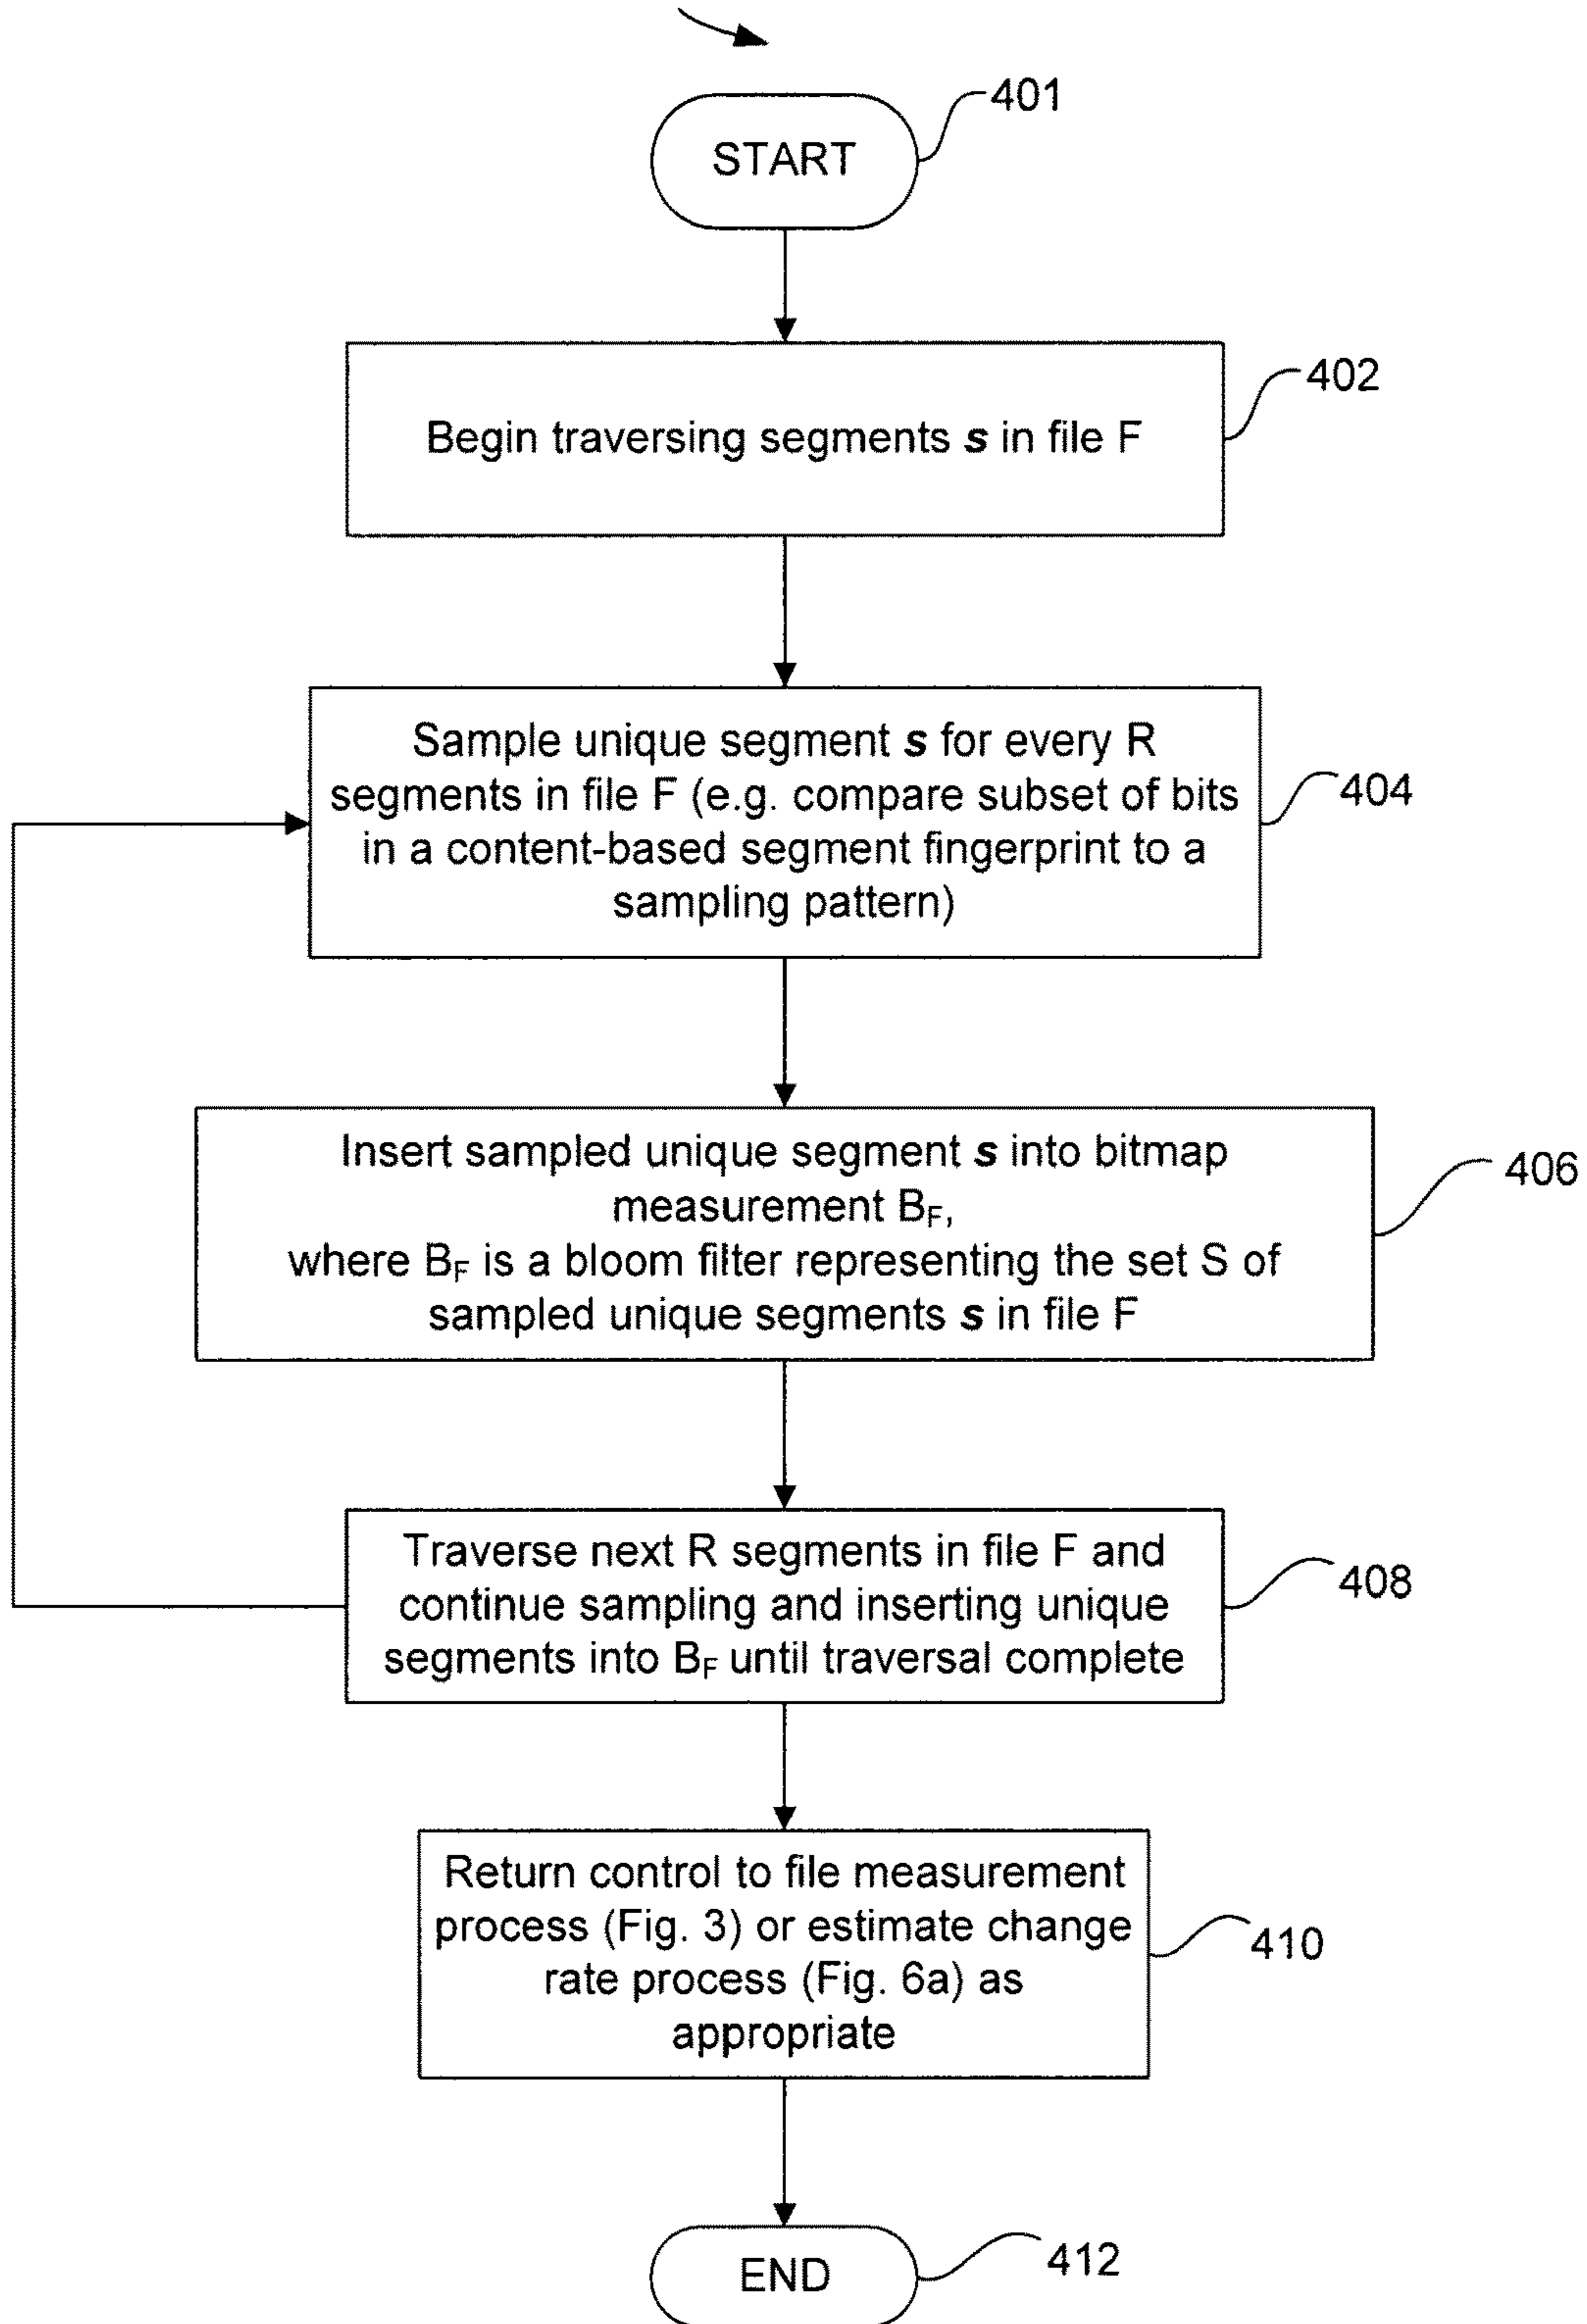 401
START
402
Begin traversing segments s in file F
Sample unique segment s for every R
segments in file F (e.g. compare subset of bits
in a content-based segment fingerprint to a
sampling pattern)
404
Insert sampled unique segment s into bitmap
measurement B_F,
where B_F is a bloom filter representing the set S of
sampled unique segments s in file F
406
Traverse next R segments in file F and
continue sampling and inserting unique
segments into B_F until traversal complete
408
Return control to file measurement
process (Fig. 3) or estimate change
rate process (Fig. 6a) as
appropriate
410
END
412